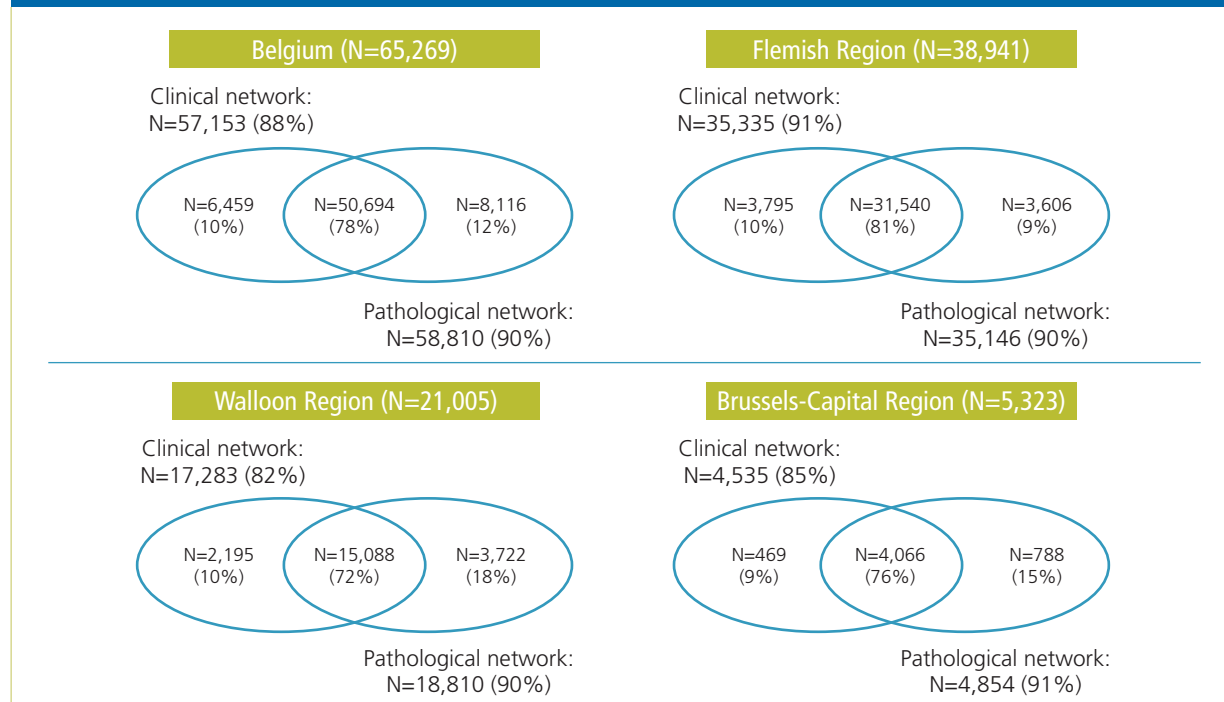 Belgium (N=65,269)
Clinical network:
N=57,153 (88%)
N=6,459
(10%)
N=50,694
(78%)
N=8,116
(12%)
Pathological network:
N=58,810 (90%)
Flemish Region (N=38,941)
Clinical network:
N=35,335 (91%)
N=3,795
(10%)
N=31,540
(81%)
N=3,606
(9%)
Pathological network:
N=35,146 (90%)
Walloon Region (N=21,005)
Clinical network:
N=17,283 (82%)
N=2,195
(10%)
N=15,088
(72%)
N=3,722
(18%)
Pathological network:
N=18,810 (90%)
Brussels-Capital Region (N=5,323)
Clinical network:
N=4,535 (85%)
N=469
(9%)
N=4,066
(76%)
N=788
(15%)
Pathological network:
N=4,854 (91%)